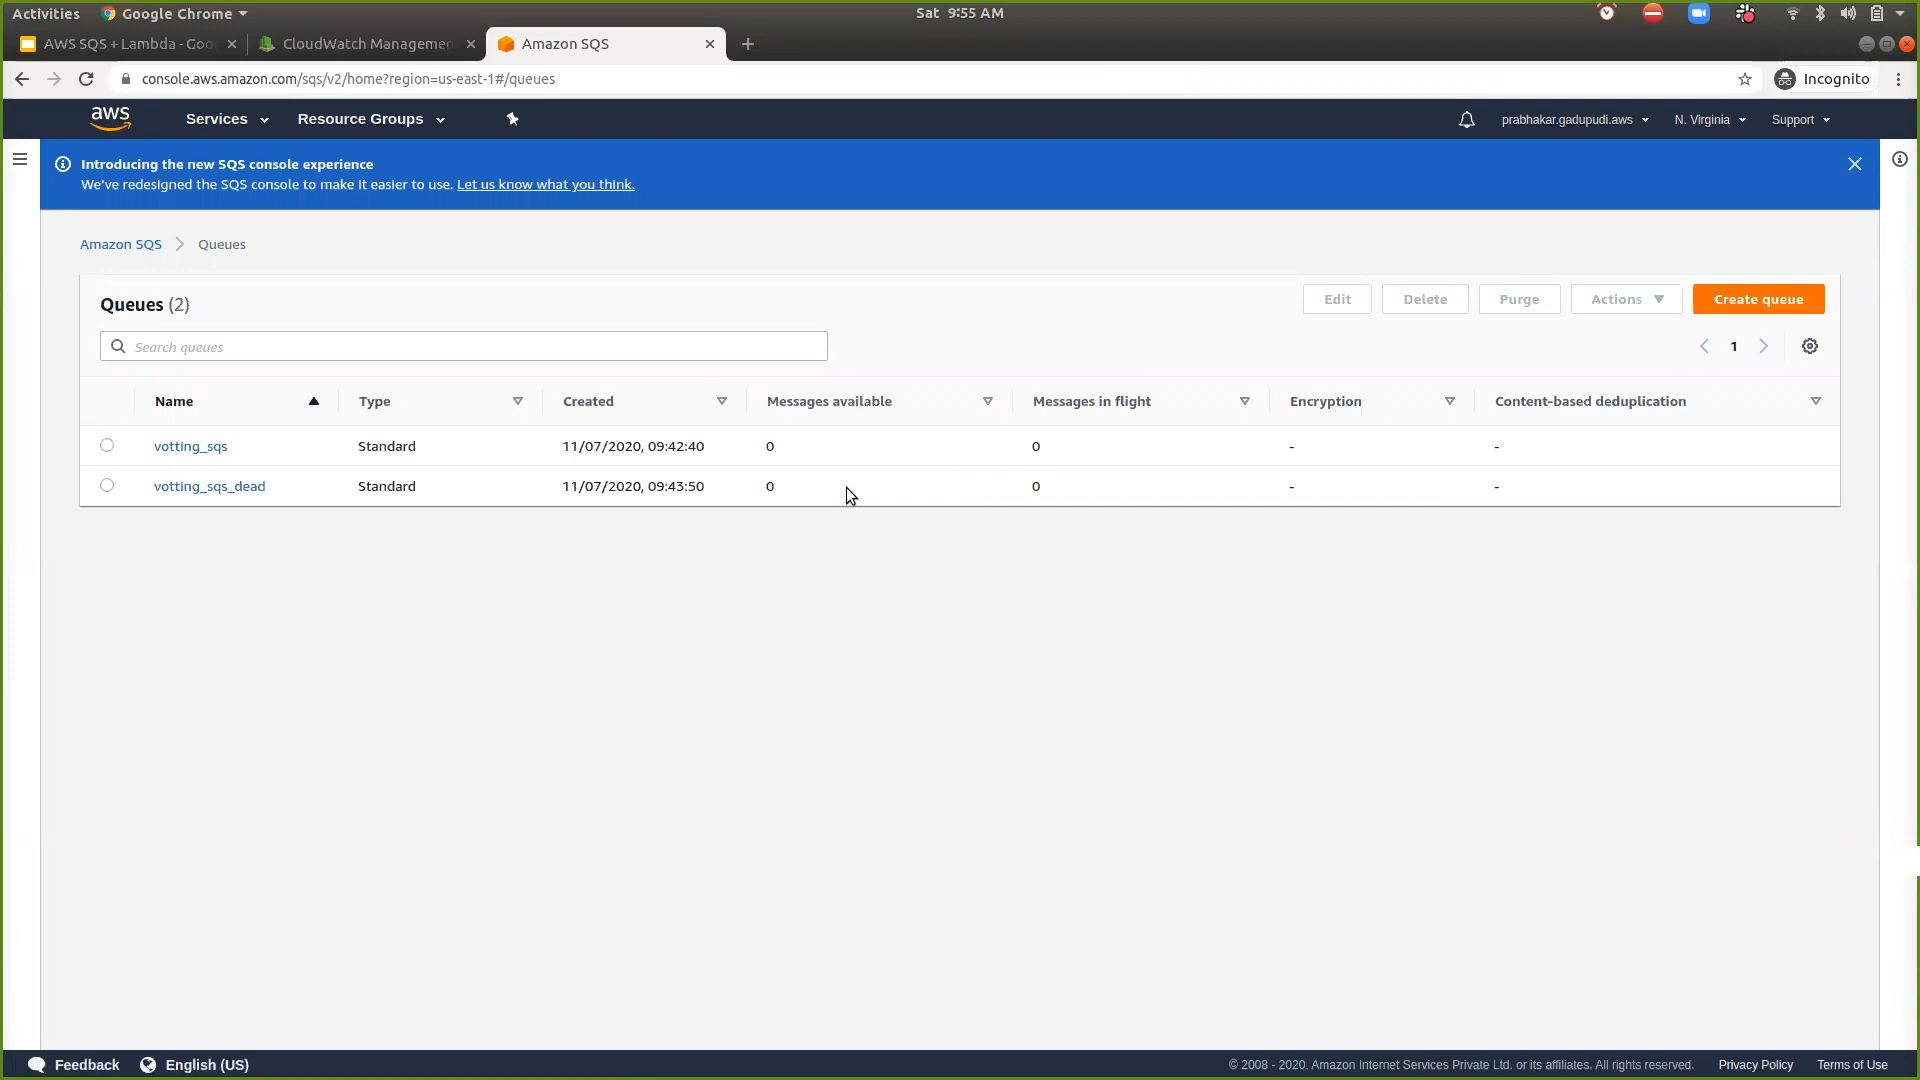 Activities Google Chrome Sat 9:55 AM
AWS SQS + Lambda - Goo CloudWatch Managemen Amazon SQS
console.aws.amazon.com/sqs/v2/home?region=us-east-1#/queues Incognito
aws Services Resource Groups prabhakar.gadupudi.aws N. Virginia Support
Introducing the new SQS console experience
We've redesigned the SQS console to make it easier to use. Let us know what you think.
Amazon SQS Queues
Queues (2) Edit Delete Purge Actions Create queue
Search queues 1
Name Type Created Messages available Messages in flight Encryption Content-based deduplication
votting_sqs Standard 11/07/2020, 09:42:40 0 0 - -
votting_sqs_dead Standard 11/07/2020, 09:43:50 0 0 - -
Feedback English (US) © 2008 - 2020, Amazon Internet Services Private Ltd. or its affiliates. All rights reserved. Privacy Policy Terms of Use